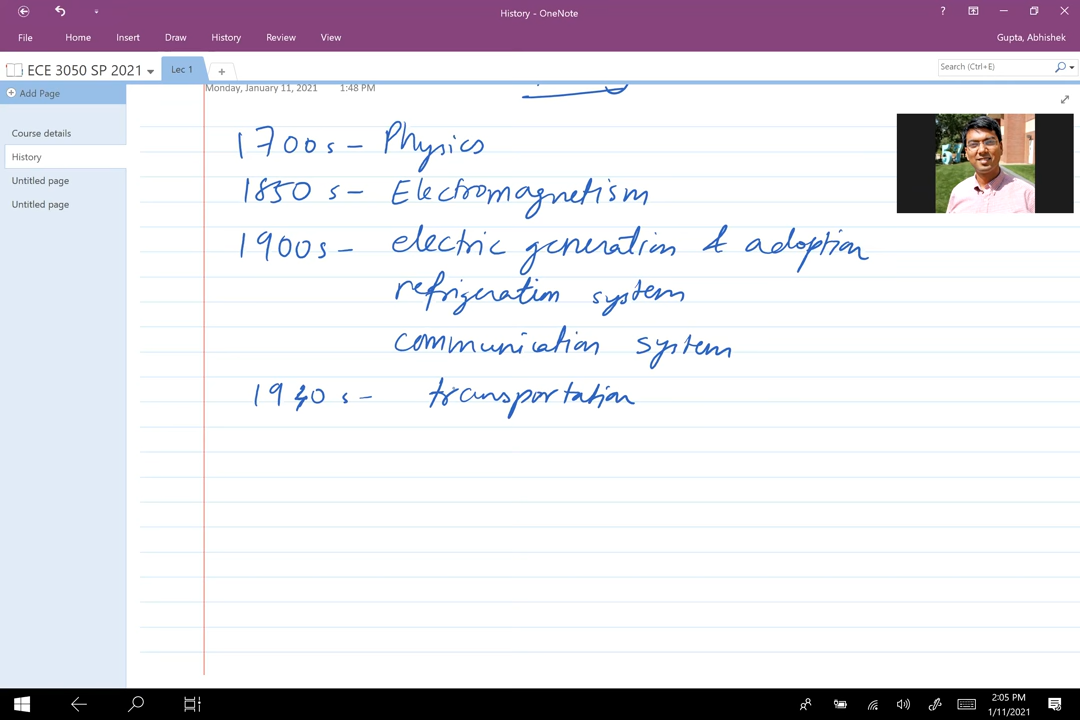 History - OneNote
?
File Home Insert Draw History Review View
Gupta, Abhishek
ECE 3050 SP 2021
Lec 1
+
Search (Ctrl+E)
Add Page
Monday, January 11, 2021 1:48 PM
Course details
History
Untitled page
Untitled page
1700s - Physics
1850s - Electromagnetism
1900s - electric generation & adoption
refrigeration system
communication system
1940s - transportation
2:05 PM
1/11/2021